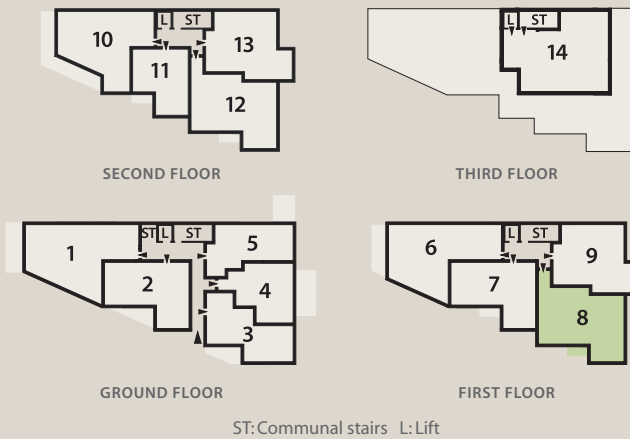 L ST
10
13
11
12
SECOND FLOOR
L ST
14
THIRD FLOOR
ST L ST
1
5
2
4
3
GROUND FLOOR
L ST
6
9
7
8
FIRST FLOOR
ST: Communal stairs L: Lift